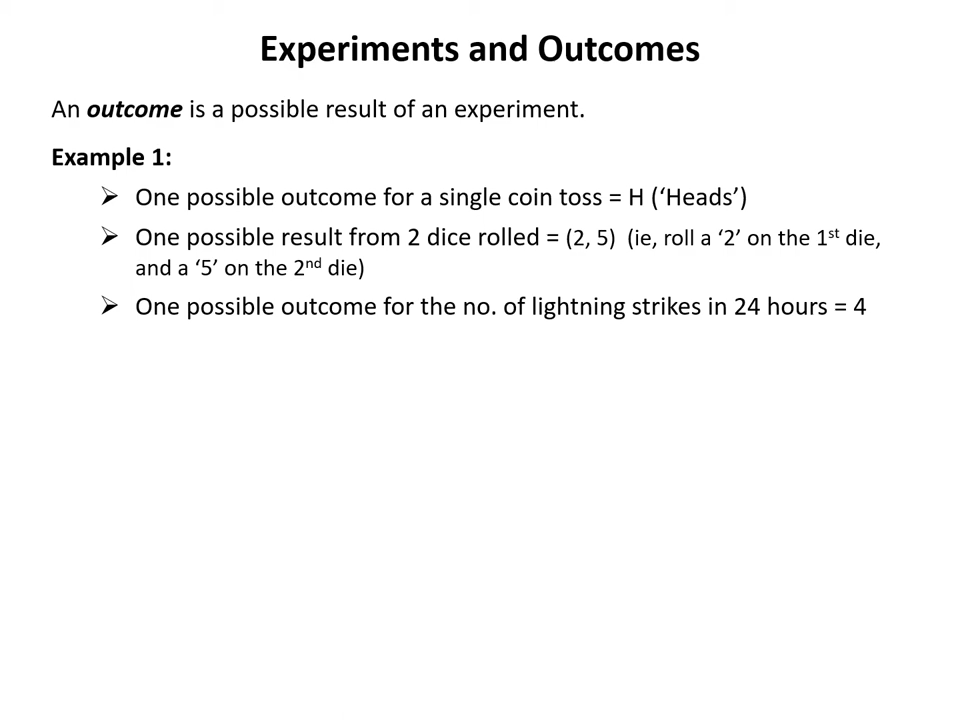 Experiments and Outcomes
An outcome is a possible result of an experiment.
Example 1:
➢ One possible outcome for a single coin toss = H (‘Heads’)
➢ One possible result from 2 dice rolled = (2, 5) (ie, roll a ‘2’ on the 1st die,
and a ‘5’ on the 2nd die)
➢ One possible outcome for the no. of lightning strikes in 24 hours = 4